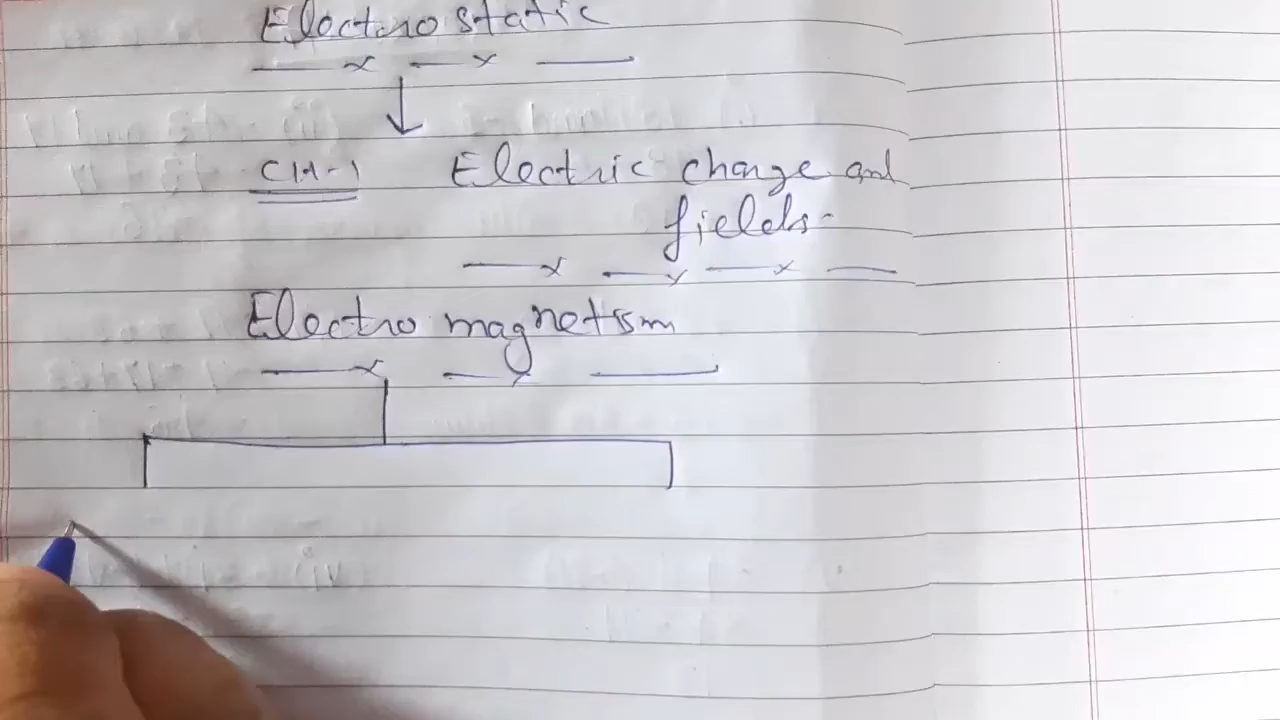 Electro static
CH-1 Electric charge and
fields-
Electro magnetism